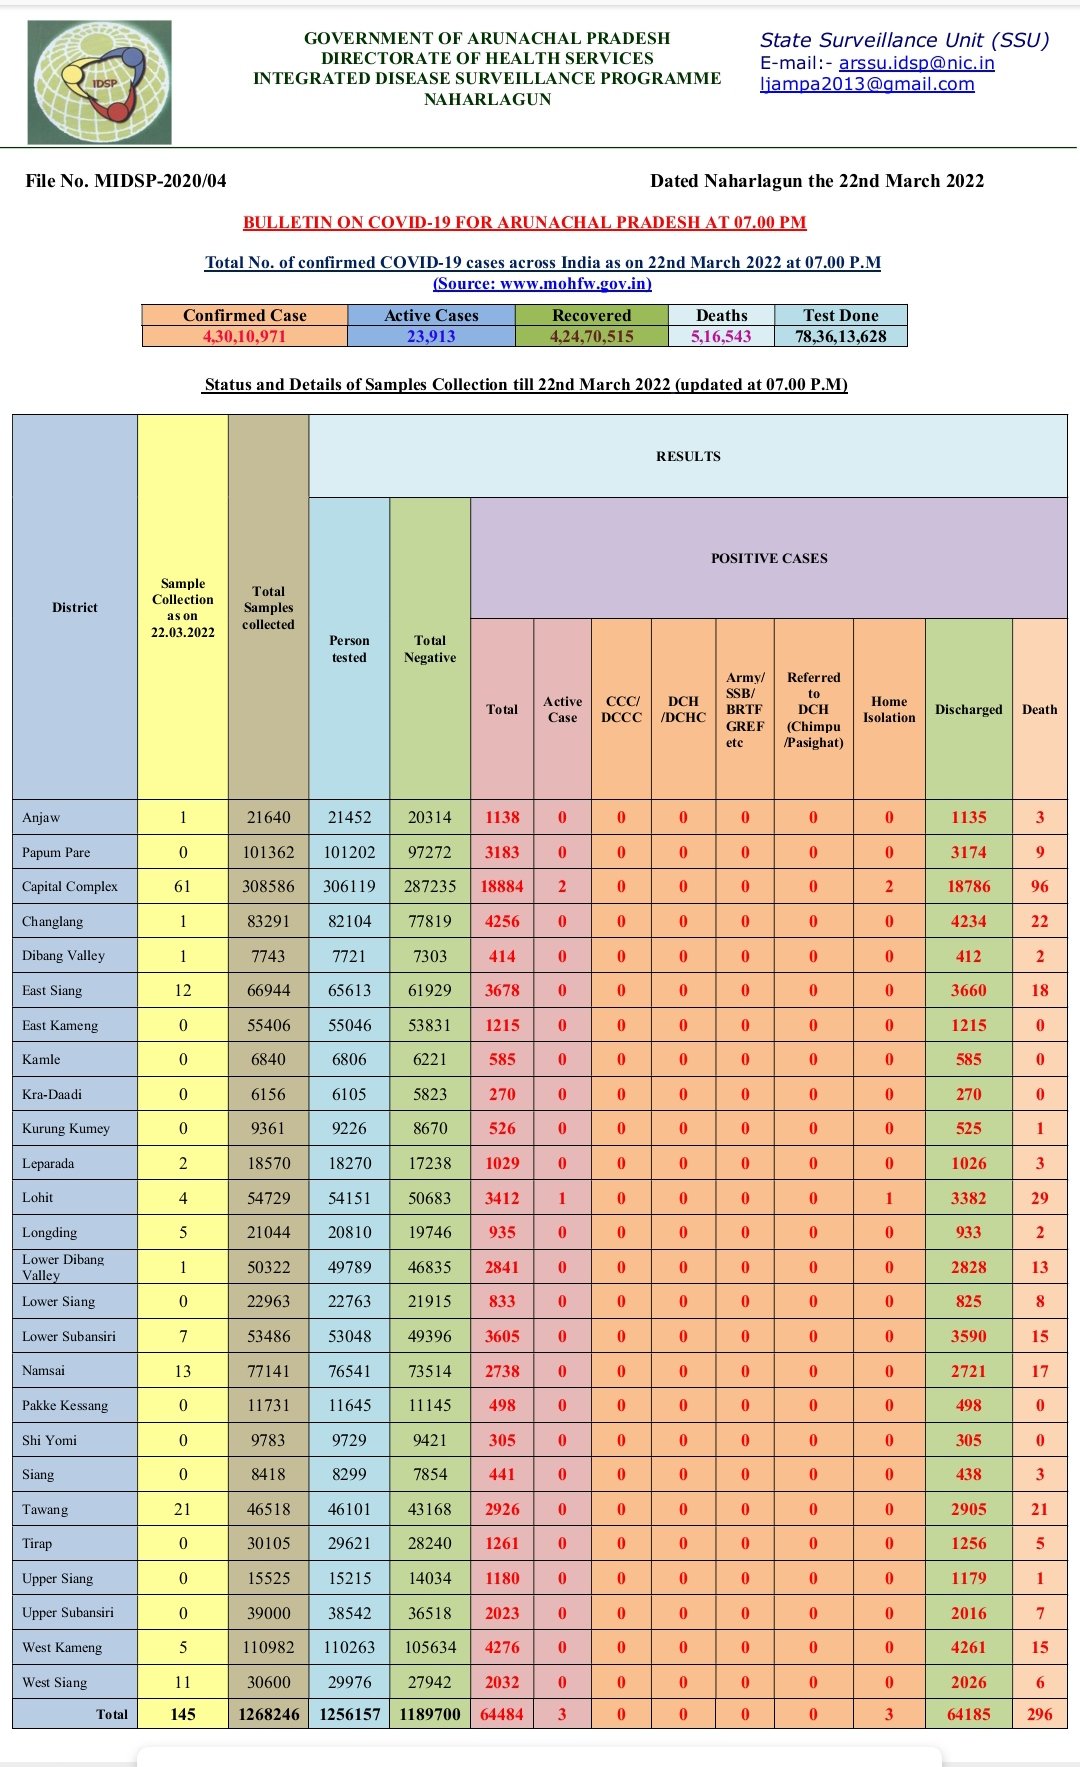 IDSP
GOVERNMENT OF ARUNACHAL PRADESH
DIRECTORATE OF HEALTH SERVICES
INTEGRATED DISEASE SURVEILLANCE PROGRAMME
NAHARLAGUN
State Surveillance Unit (SSU)
E-mail:- arssu.idsp@nic.in
ljampa2013@gmail.com
File No. MIDSP-2020/04 Dated Naharlagun the 22nd March 2022
BULLETIN ON COVID-19 FOR ARUNACHAL PRADESH AT 07.00 PM
Total No. of confirmed COVID-19 cases across India as on 22nd March 2022 at 07.00 P.M
(Source: www.mohfw.gov.in)
Confirmed Case Active Cases Recovered Deaths Test Done
4,30,10,971 23,913 4,24,70,515 5,16,543 78,36,13,628
Status and Details of Samples Collection till 22nd March 2022 (updated at 07.00 P.M)
District
Sample
Collection
as on
22.03.2022
Total
Samples
collected
RESULTS
Person
tested
Total
Negative
POSITIVE CASES
Total
Active
Case
CCC/
DCCC
DCH
/DCHC
Army/
SSB/
BRTF
GREF
etc
Referred
to
DCH
(Chimpu
/Pasighat)
Home
Isolation
Discharged
Death
Anjaw 1 21640 21452 20314 1138 0 0 0 0 0 0 1135 3
Papum Pare 0 101362 101202 97272 3183 0 0 0 0 0 0 3174 9
Capital Complex 61 308586 306119 287235 18884 2 0 0 0 0 2 18786 96
Changlang 1 83291 82104 77819 4256 0 0 0 0 0 0 4234 22
Dibang Valley 1 7743 7721 7303 414 0 0 0 0 0 0 412 2
East Siang 12 66944 65613 61929 3678 0 0 0 0 0 0 3660 18
East Kameng 0 55406 55046 53831 1215 0 0 0 0 0 0 1215 0
Kamle 0 6840 6806 6221 585 0 0 0 0 0 0 585 0
Kra-Daadi 0 6156 6105 5823 270 0 0 0 0 0 0 270 0
Kurung Kumey 0 9361 9226 8670 526 0 0 0 0 0 0 525 1
Leparada 2 18570 18270 17238 1029 0 0 0 0 0 0 1026 3
Lohit 4 54729 54151 50683 3412 1 0 0 0 0 1 3382 29
Longding 5 21044 20810 19746 935 0 0 0 0 0 0 933 2
Lower Dibang
Valley 1 50322 49789 46835 2841 0 0 0 0 0 0 2828 13
Lower Siang 0 22963 22763 21915 833 0 0 0 0 0 0 825 8
Lower Subansiri 7 53486 53048 49396 3605 0 0 0 0 0 0 3590 15
Namsai 13 77141 76541 73514 2738 0 0 0 0 0 0 2721 17
Pakke Kessang 0 11731 11645 11145 498 0 0 0 0 0 0 498 0
Shi Yomi 0 9783 9729 9421 305 0 0 0 0 0 0 305 0
Siang 0 8418 8299 7854 441 0 0 0 0 0 0 438 3
Tawang 21 46518 46101 43168 2926 0 0 0 0 0 0 2905 21
Tirap 0 30105 29621 28240 1261 0 0 0 0 0 0 1256 5
Upper Siang 0 15525 15215 14034 1180 0 0 0 0 0 0 1179 1
Upper Subansiri 0 39000 38542 36518 2023 0 0 0 0 0 0 2016 7
West Kameng 5 110982 110263 105634 4276 0 0 0 0 0 0 4261 15
West Siang 11 30600 29976 27942 2032 0 0 0 0 0 0 2026 6
Total 145 1268246 1256157 1189700 64484 3 0 0 0 0 3 64185 296